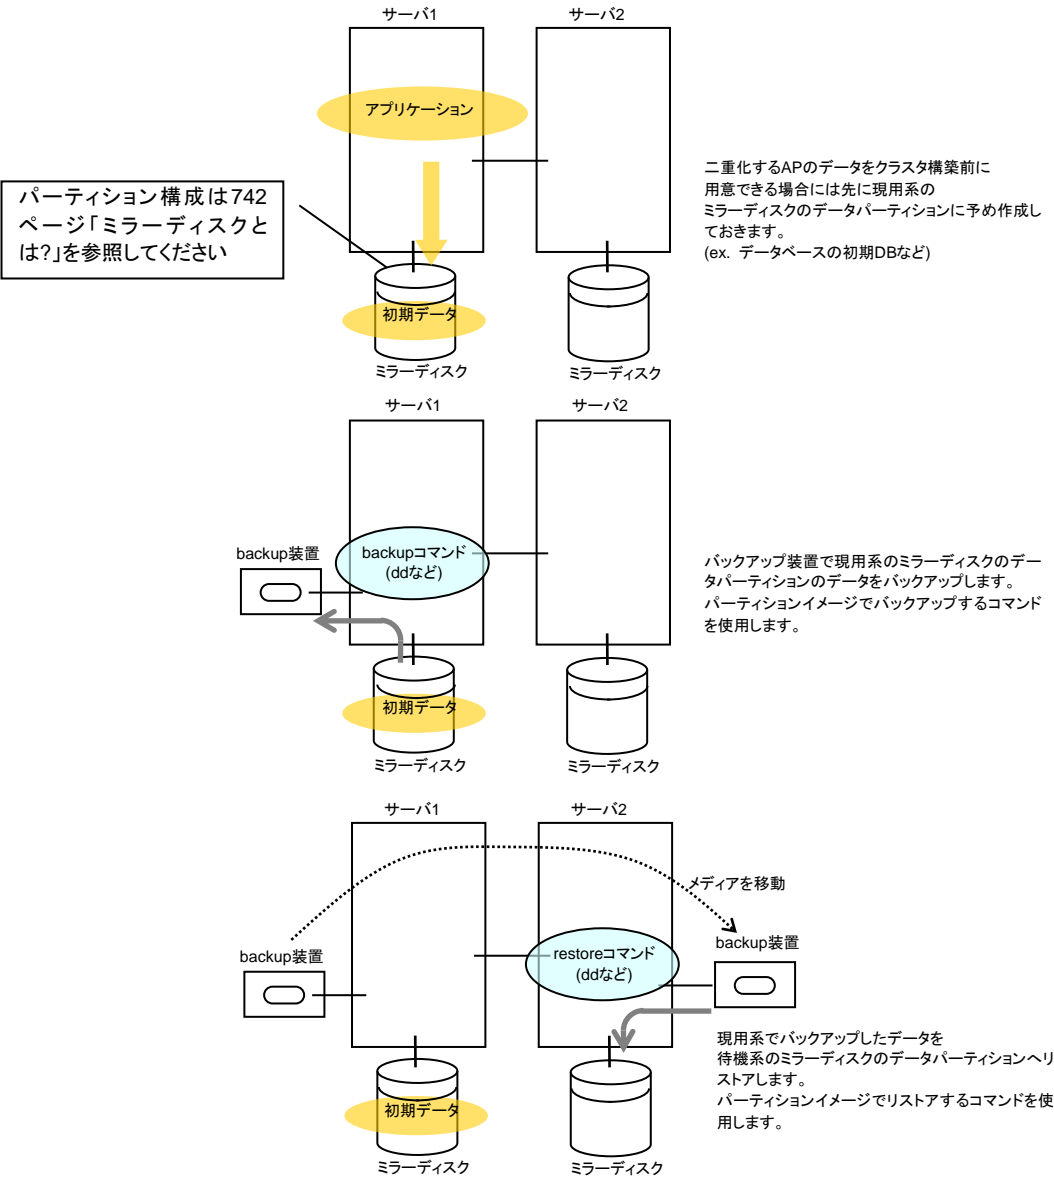 サーバ1
サーバ2
アプリケーション
パーティション構成は742
ページ「ミラーディスクと
は?」を参照してください
二重化するAPのデータをクラスタ構築前に
用意できる場合には先に現用系の
ミラーディスクのデータパーティションに予め作成し
ておきます。
(ex. データベースの初期DBなど)
初期データ
ミラーディスク
ミラーディスク
サーバ1
サーバ2
backup装置
backupコマンド
(ddなど)
バックアップ装置で現用系のミラーディスクのデー
タパーティションのデータをバックアップします。
パーティションイメージでバックアップするコマンド
を使用します。
初期データ
ミラーディスク
ミラーディスク
サーバ1
サーバ2
メディアを移動
backup装置
restoreコマンド
(ddなど)
backup装置
現用系でバックアップしたデータを
待機系のミラーディスクのデータパーティションへリ
ストアします。
パーティションイメージでリストアするコマンドを使
用します。
初期データ
ミラーディスク
ミラーディスク